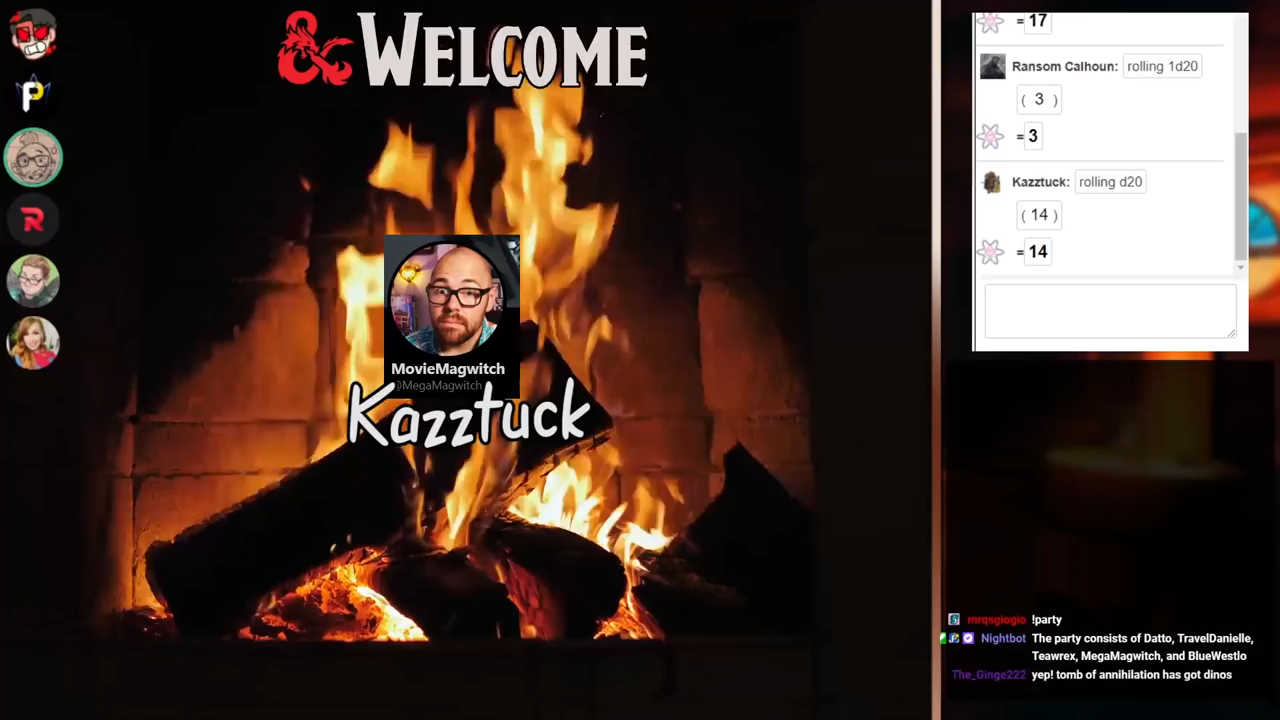 & WELCOME
MovieMagwitch
@MegaMagwitch
Kazztuck
= 17
Ransom Calhoun: rolling 1d20
( 3 )
= 3
Kazztuck: rolling d20
( 14 )
= 14
mrqsgiogio !party
Nightbot The party consists of Datto, TravelDanielle,
Teawrex, MegaMagwitch, and BlueWestlo
The_Ginge222 yep! tomb of annihilation has got dinos